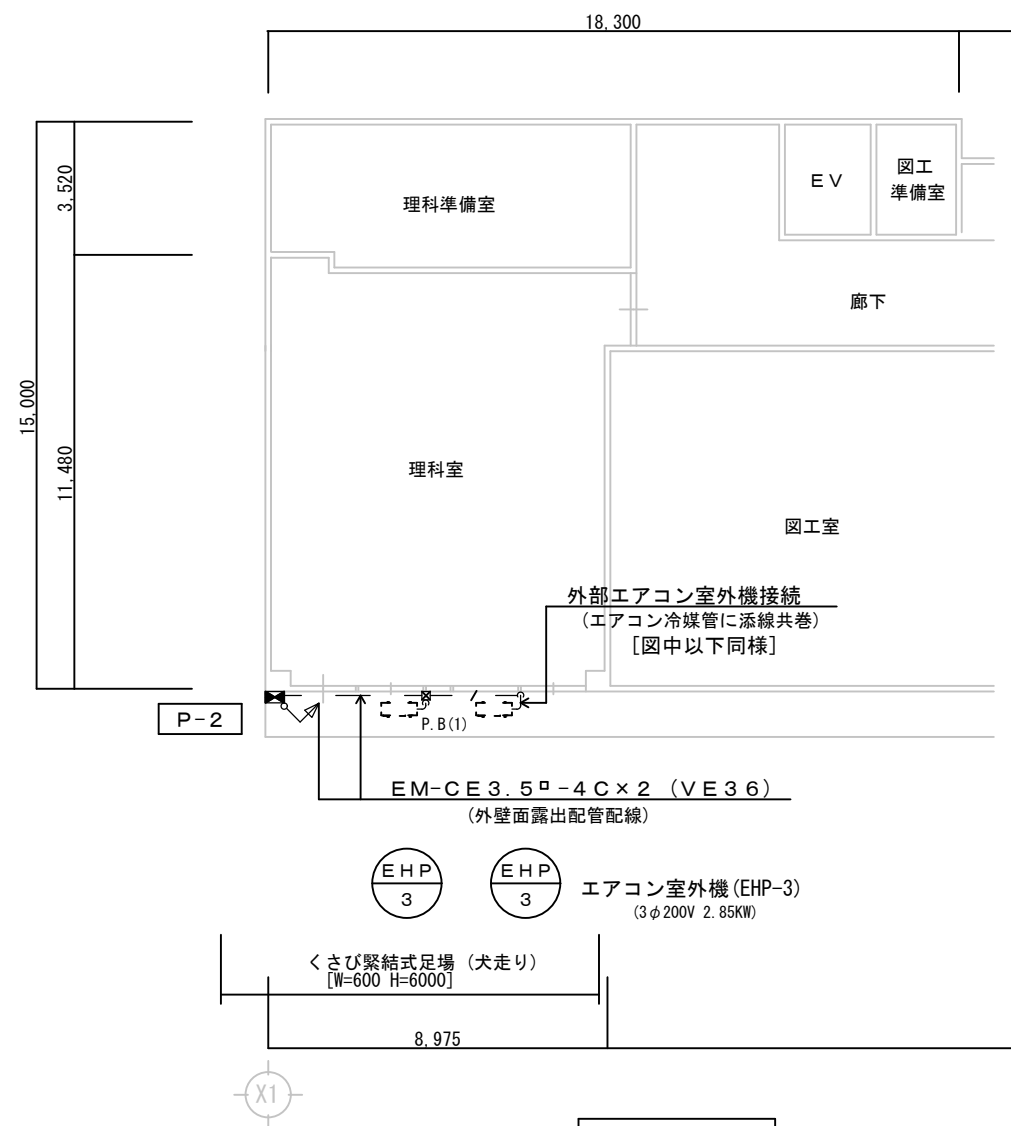 18,300
3,520
15,000
11,480
理科準備室
EV
図工
準備室
廊下
理科室
図工室
外部エアコン室外機接続
(エアコン冷媒管に添線共巻)
[図中以下同様]
P-2
P.B(1)
EM-CE3.5□-4C×2 (VE36)
(外壁面露出配管配線)
EHP
3
EHP
3
エアコン室外機(EHP-3)
(3φ200V 2.85KW)
くさび緊結式足場 (犬走り)
[W=600 H=6000]
8,975
X1